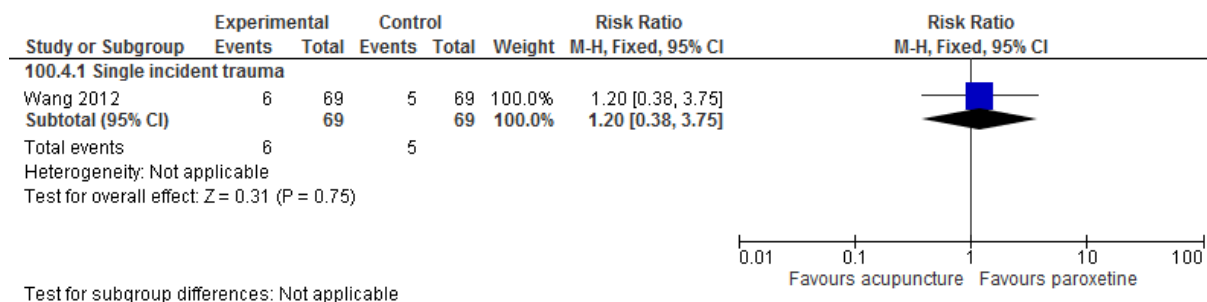 Experimental Control Risk Ratio Risk Ratio
Study or Subgroup Events Total Events Total Weight M-H, Fixed, 95% CI M-H, Fixed, 95% CI
100.4.1 Single incident trauma
Wang 2012 6 69 5 69 100.0% 1.20 [0.38, 3.75]
Subtotal (95% CI) 69 69 100.0% 1.20 [0.38, 3.75]
Total events 6 5
Heterogeneity: Not applicable
Test for overall effect: Z = 0.31 (P = 0.75)
0.01 0.1 1 10 100
Favours acupuncture Favours paroxetine
Test for subgroup differences: Not applicable